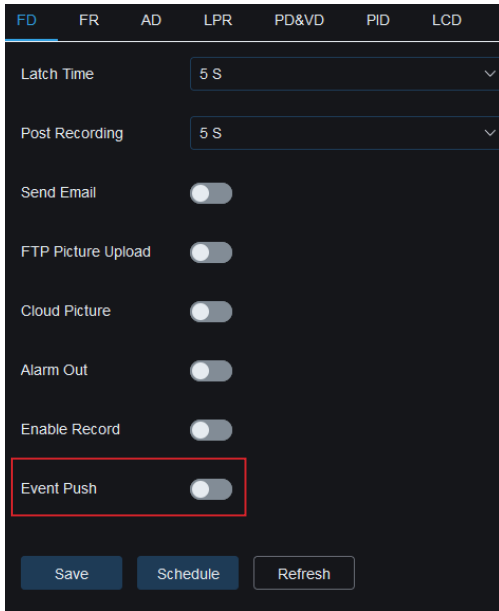 FD FR AD LPR PD&VD PID LCD
Latch Time 5 S
Post Recording 5 S
Send Email
FTP Picture Upload
Cloud Picture
Alarm Out
Enable Record
Event Push
Save Schedule Refresh